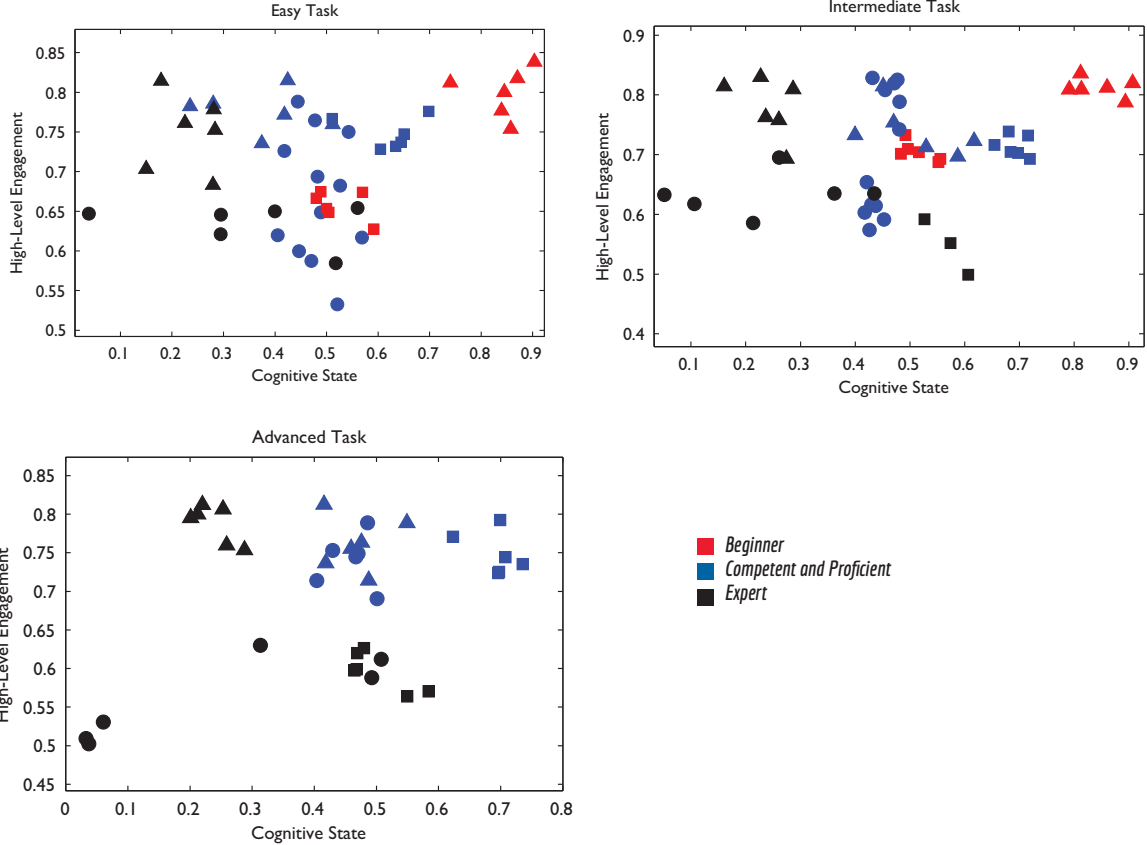 Easy Task
0.85
0.8
0.75
0.7
0.65
0.6
0.55
0.5
High-Level Engagement
0.1 0.2 0.3 0.4 0.5 0.6 0.7 0.8 0.9
Cognitive State
Intermediate Task
0.9
0.8
0.7
0.6
0.5
0.4
High-Level Engagement
0.1 0.2 0.3 0.4 0.5 0.6 0.7 0.8 0.9
Cognitive State
Advanced Task
0.85
0.8
0.75
0.7
0.65
0.6
0.55
0.5
0.45
High-Level Engagement
0 0.1 0.2 0.3 0.4 0.5 0.6 0.7 0.8
Cognitive State
Beginner
Competent and Proficient
Expert